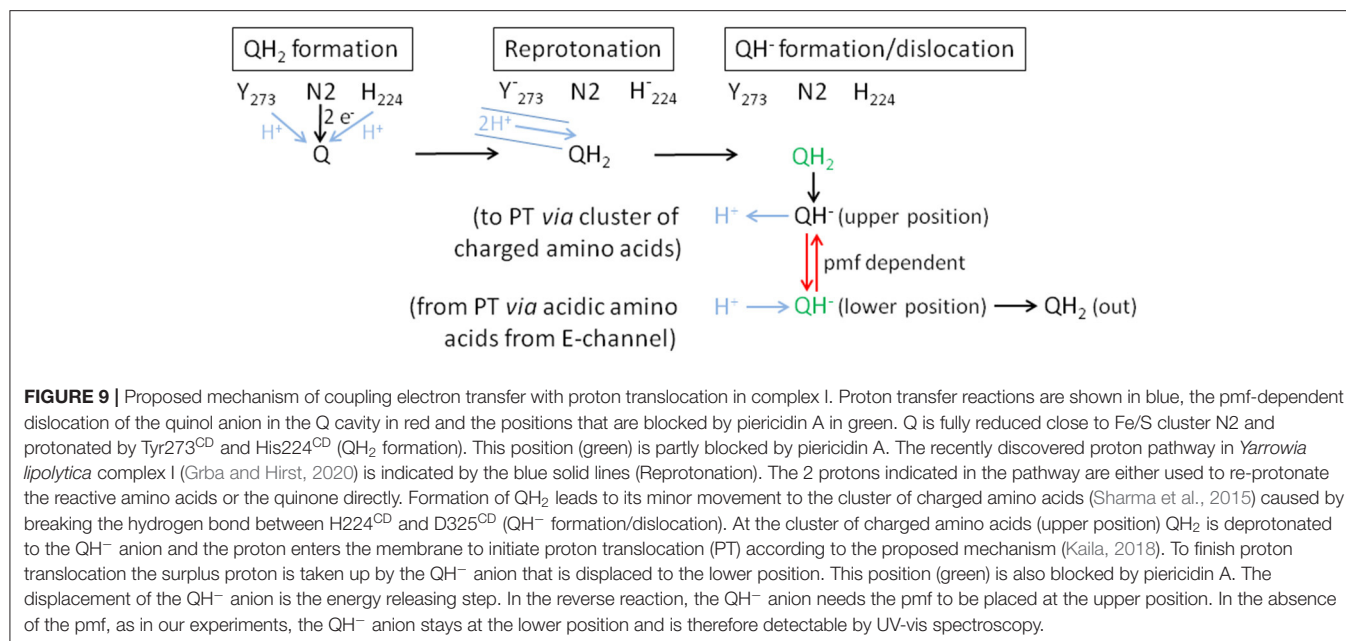 QH₂ formation
Reprotonation
QH⁻ formation/dislocation
Y₂₇₃ N2 H₂₂₄
Y⁻₂₇₃ N2 H⁻₂₂₄
Y₂₇₃ N2 H₂₂₄
2 e⁻
H⁺ H⁺
2H⁺
Q
QH₂
QH₂
(to PT via cluster of
charged amino acids)
H⁺
QH⁻ (upper position)
pmf dependent
(from PT via acidic amino
acids from E-channel)
H⁺
QH⁻ (lower position)
QH₂ (out)
FIGURE 9 | Proposed mechanism of coupling electron transfer with proton translocation in complex I. Proton transfer reactions are shown in blue, the pmf-dependent
dislocation of the quinol anion in the Q cavity in red and the positions that are blocked by piericidin A in green. Q is fully reduced close to Fe/S cluster N2 and
protonated by Tyr273ᶜᴰ and His224ᶜᴰ (QH₂ formation). This position (green) is partly blocked by piericidin A. The recently discovered proton pathway in Yarrowia
lipolytica complex I (Grba and Hirst, 2020) is indicated by the blue solid lines (Reprotonation). The 2 protons indicated in the pathway are either used to re-protonate
the reactive amino acids or the quinone directly. Formation of QH₂ leads to its minor movement to the cluster of charged amino acids (Sharma et al., 2015) caused by
breaking the hydrogen bond between H224ᶜᴰ and D325ᶜᴰ (QH⁻ formation/dislocation). At the cluster of charged amino acids (upper position) QH₂ is deprotonated
to the QH⁻ anion and the proton enters the membrane to initiate proton translocation (PT) according to the proposed mechanism (Kaila, 2018). To finish proton
translocation the surplus proton is taken up by the QH⁻ anion that is displaced to the lower position. This position (green) is also blocked by piericidin A. The
displacement of the QH⁻ anion is the energy releasing step. In the reverse reaction, the QH⁻ anion needs the pmf to be placed at the upper position. In the absence
of the pmf, as in our experiments, the QH⁻ anion stays at the lower position and is therefore detectable by UV-vis spectroscopy.